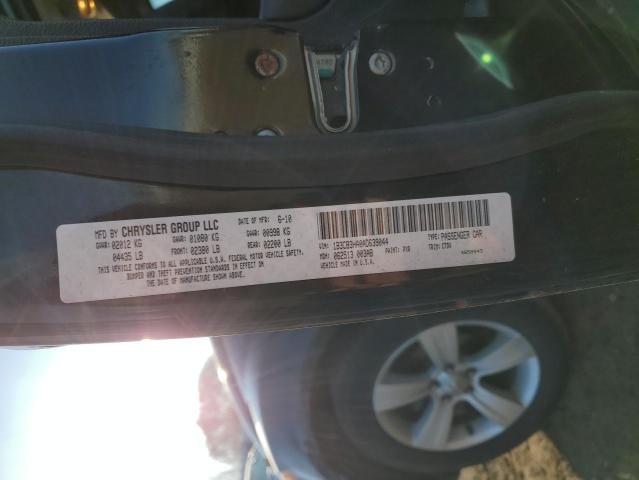 MFD BY CHRYSLER GROUP LLC DATE OF MFR: 6-10
GVWR: 02012 KG GAWR: 01080 KG GAWR: 00998 KG
04435 LB FRONT: 02380 LB REAR: 02200 LB
THIS VEHICLE CONFORMS TO ALL APPLICABLE U.S.A. FEDERAL MOTOR VEHICLE SAFETY,
BUMPER AND THEFT PREVENTION STANDARDS IN EFFECT ON
THE DATE OF MANUFACTURE SHOWN ABOVE.
VIN: TYPE: PASSENGER CAR
MDH: 062513 PAINT: TRIM:
MADE IN U.S.A.